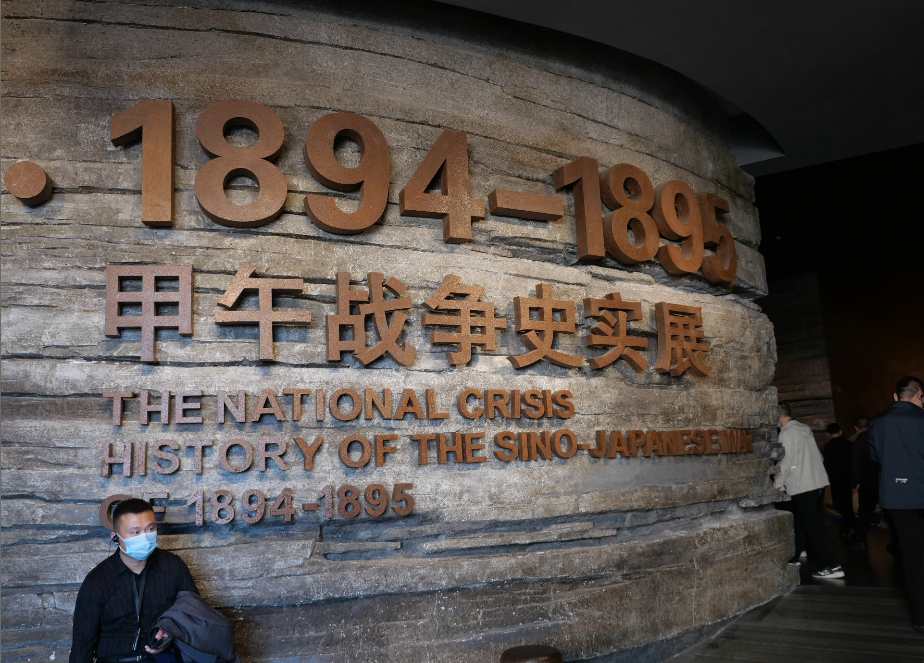 ·1894-1895
甲午战争史实展
THE NATIONAL CRISIS
HISTORY OF THE SINO-JAPANESE WAR
OF 1894-1895